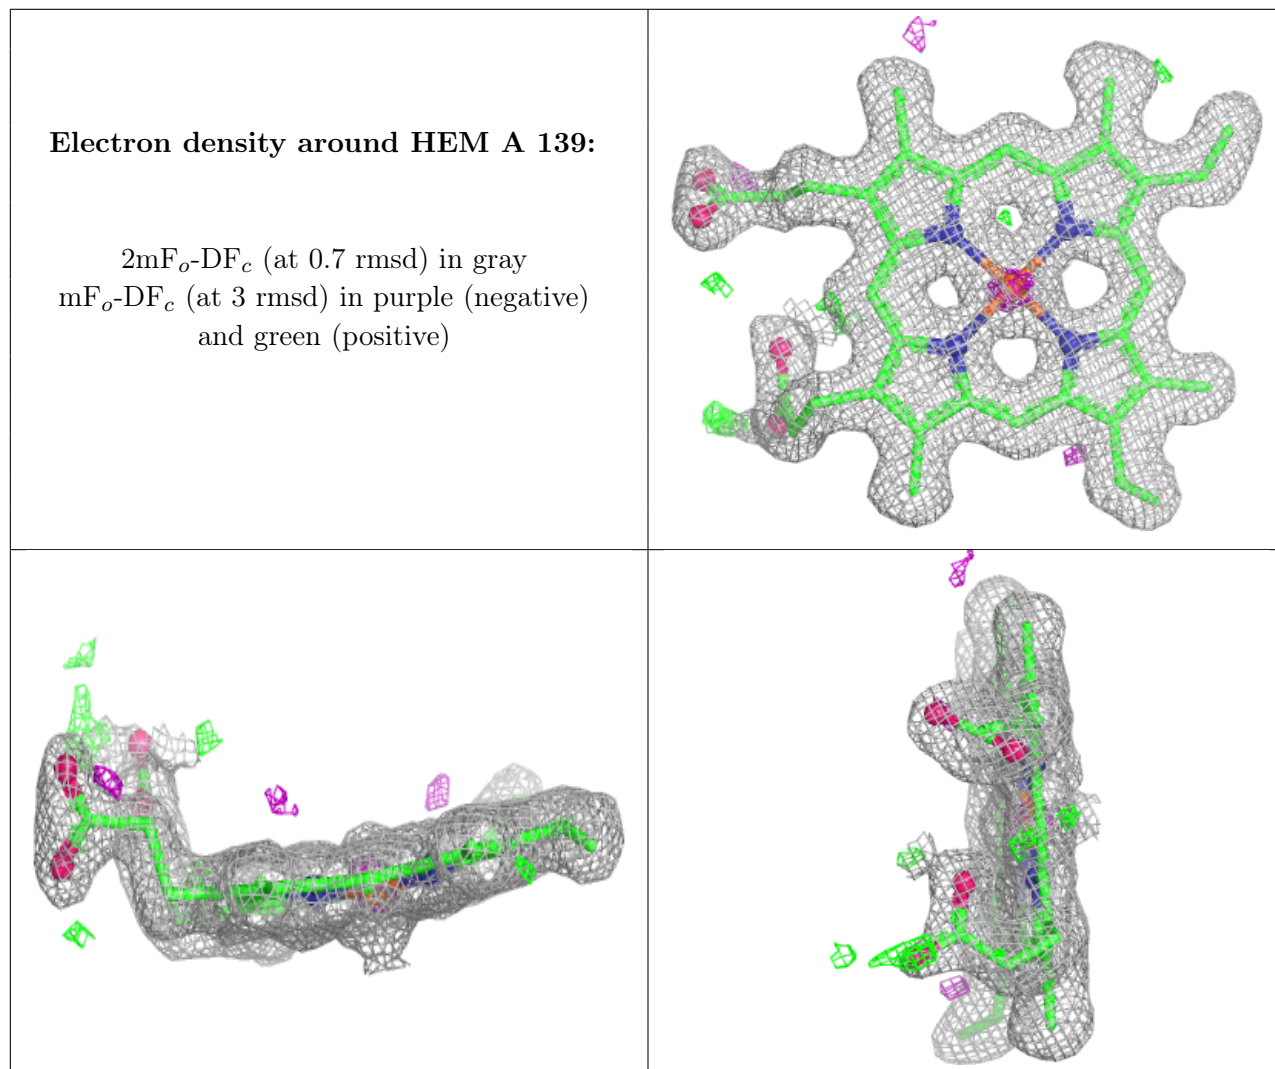 Electron density around HEM A 139:
2mFo-DFc (at 0.7 rmsd) in gray
mFo-DFc (at 3 rmsd) in purple (negative)
and green (positive)